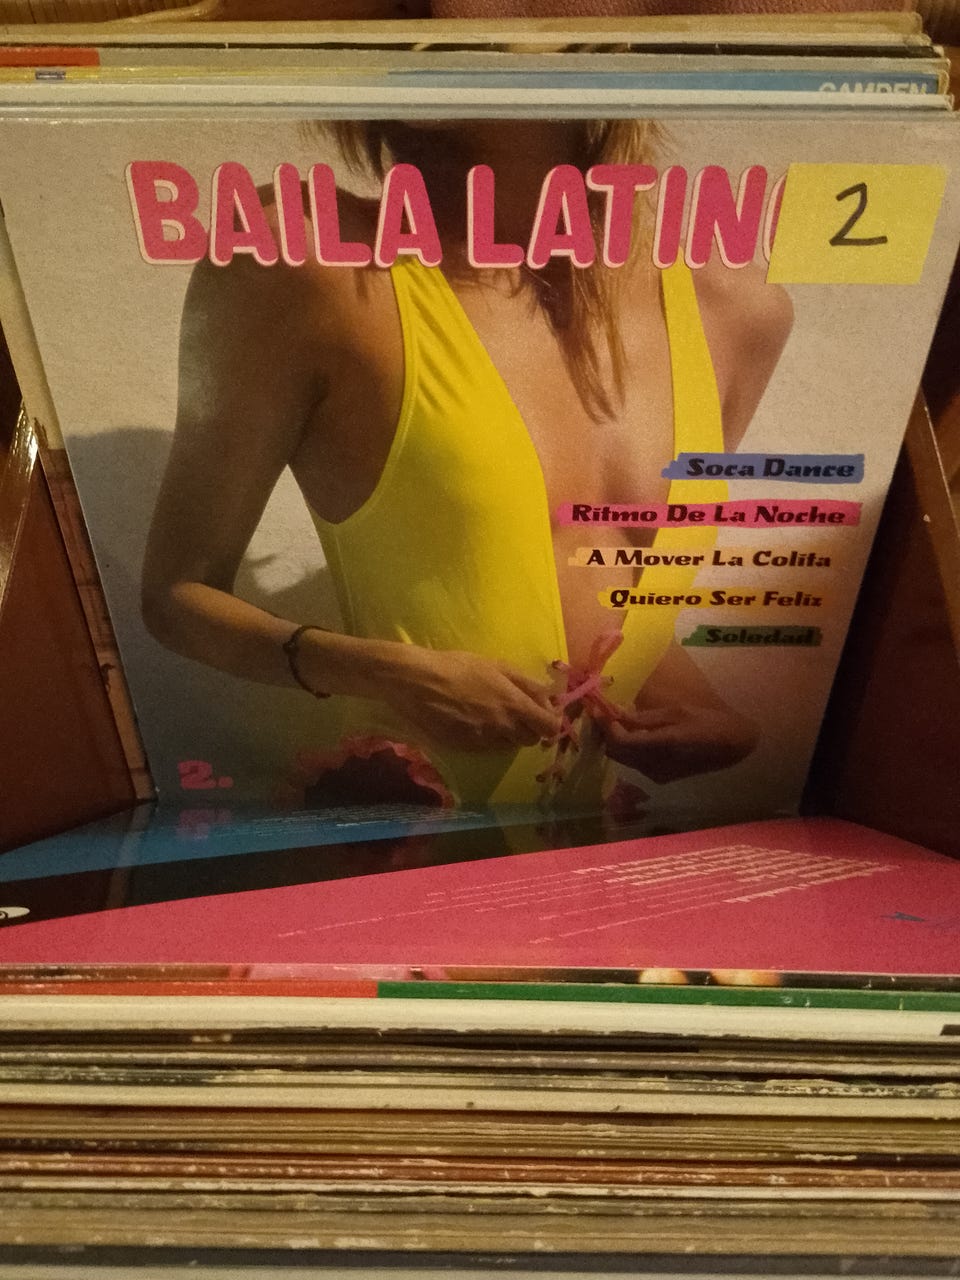 CAMDEN
BAILA LATIN
2
Soca Dance
Ritmo De La Noche
A Mover La Colita
Quiero Ser Feliz
Soledad
2.